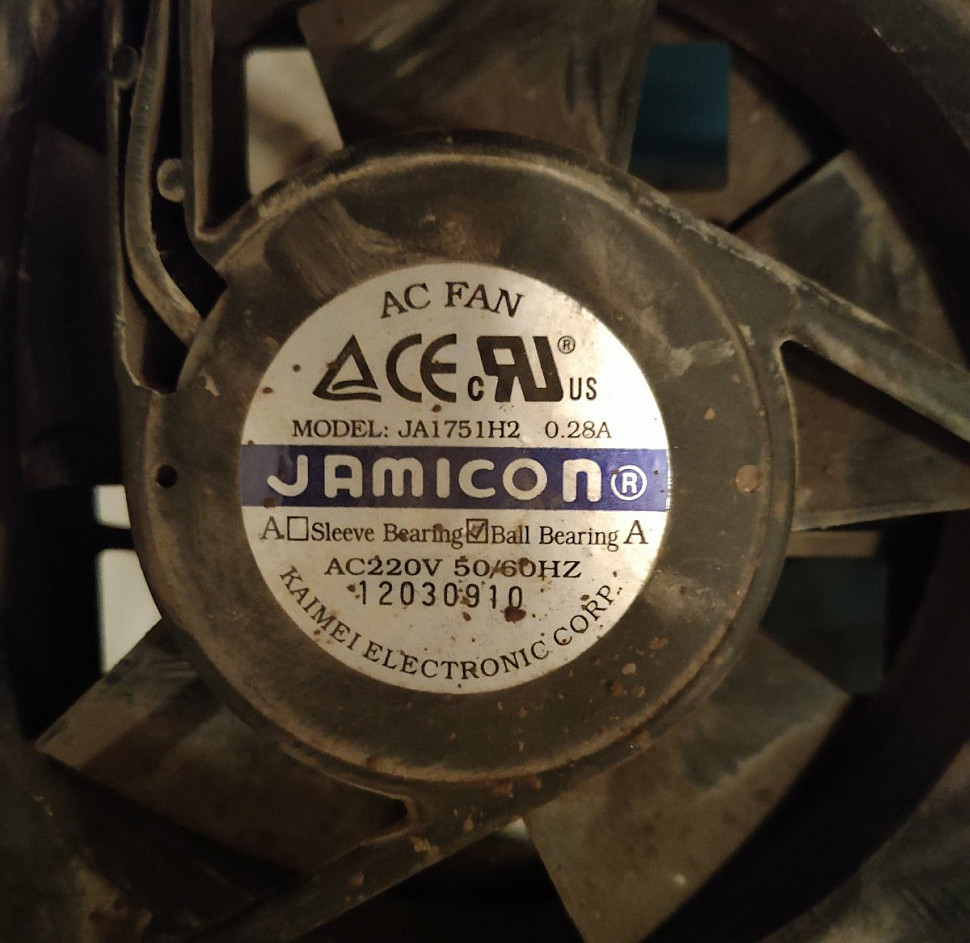 AC FAN
CE c RU® US
MODEL: JA1751H2 0.28A
JAMICON®
A Sleeve Bearing Ball Bearing A
AC220V 50/60HZ
12030910
KAIMEI ELECTRONIC CORP.